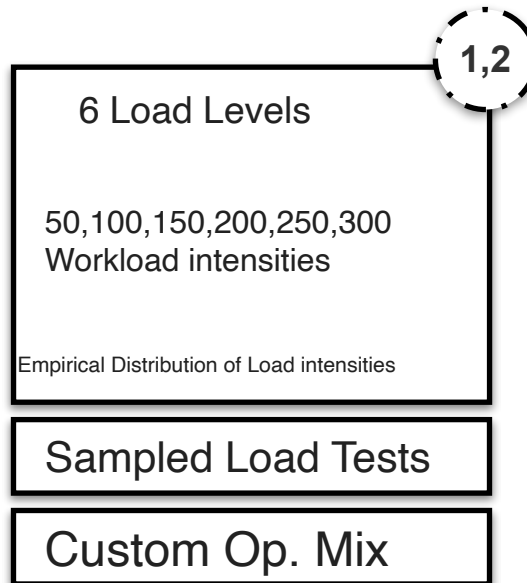 1,2
6 Load Levels
50,100,150,200,250,300
Workload intensities
Empirical Distribution of Load intensities
Sampled Load Tests
Custom Op. Mix